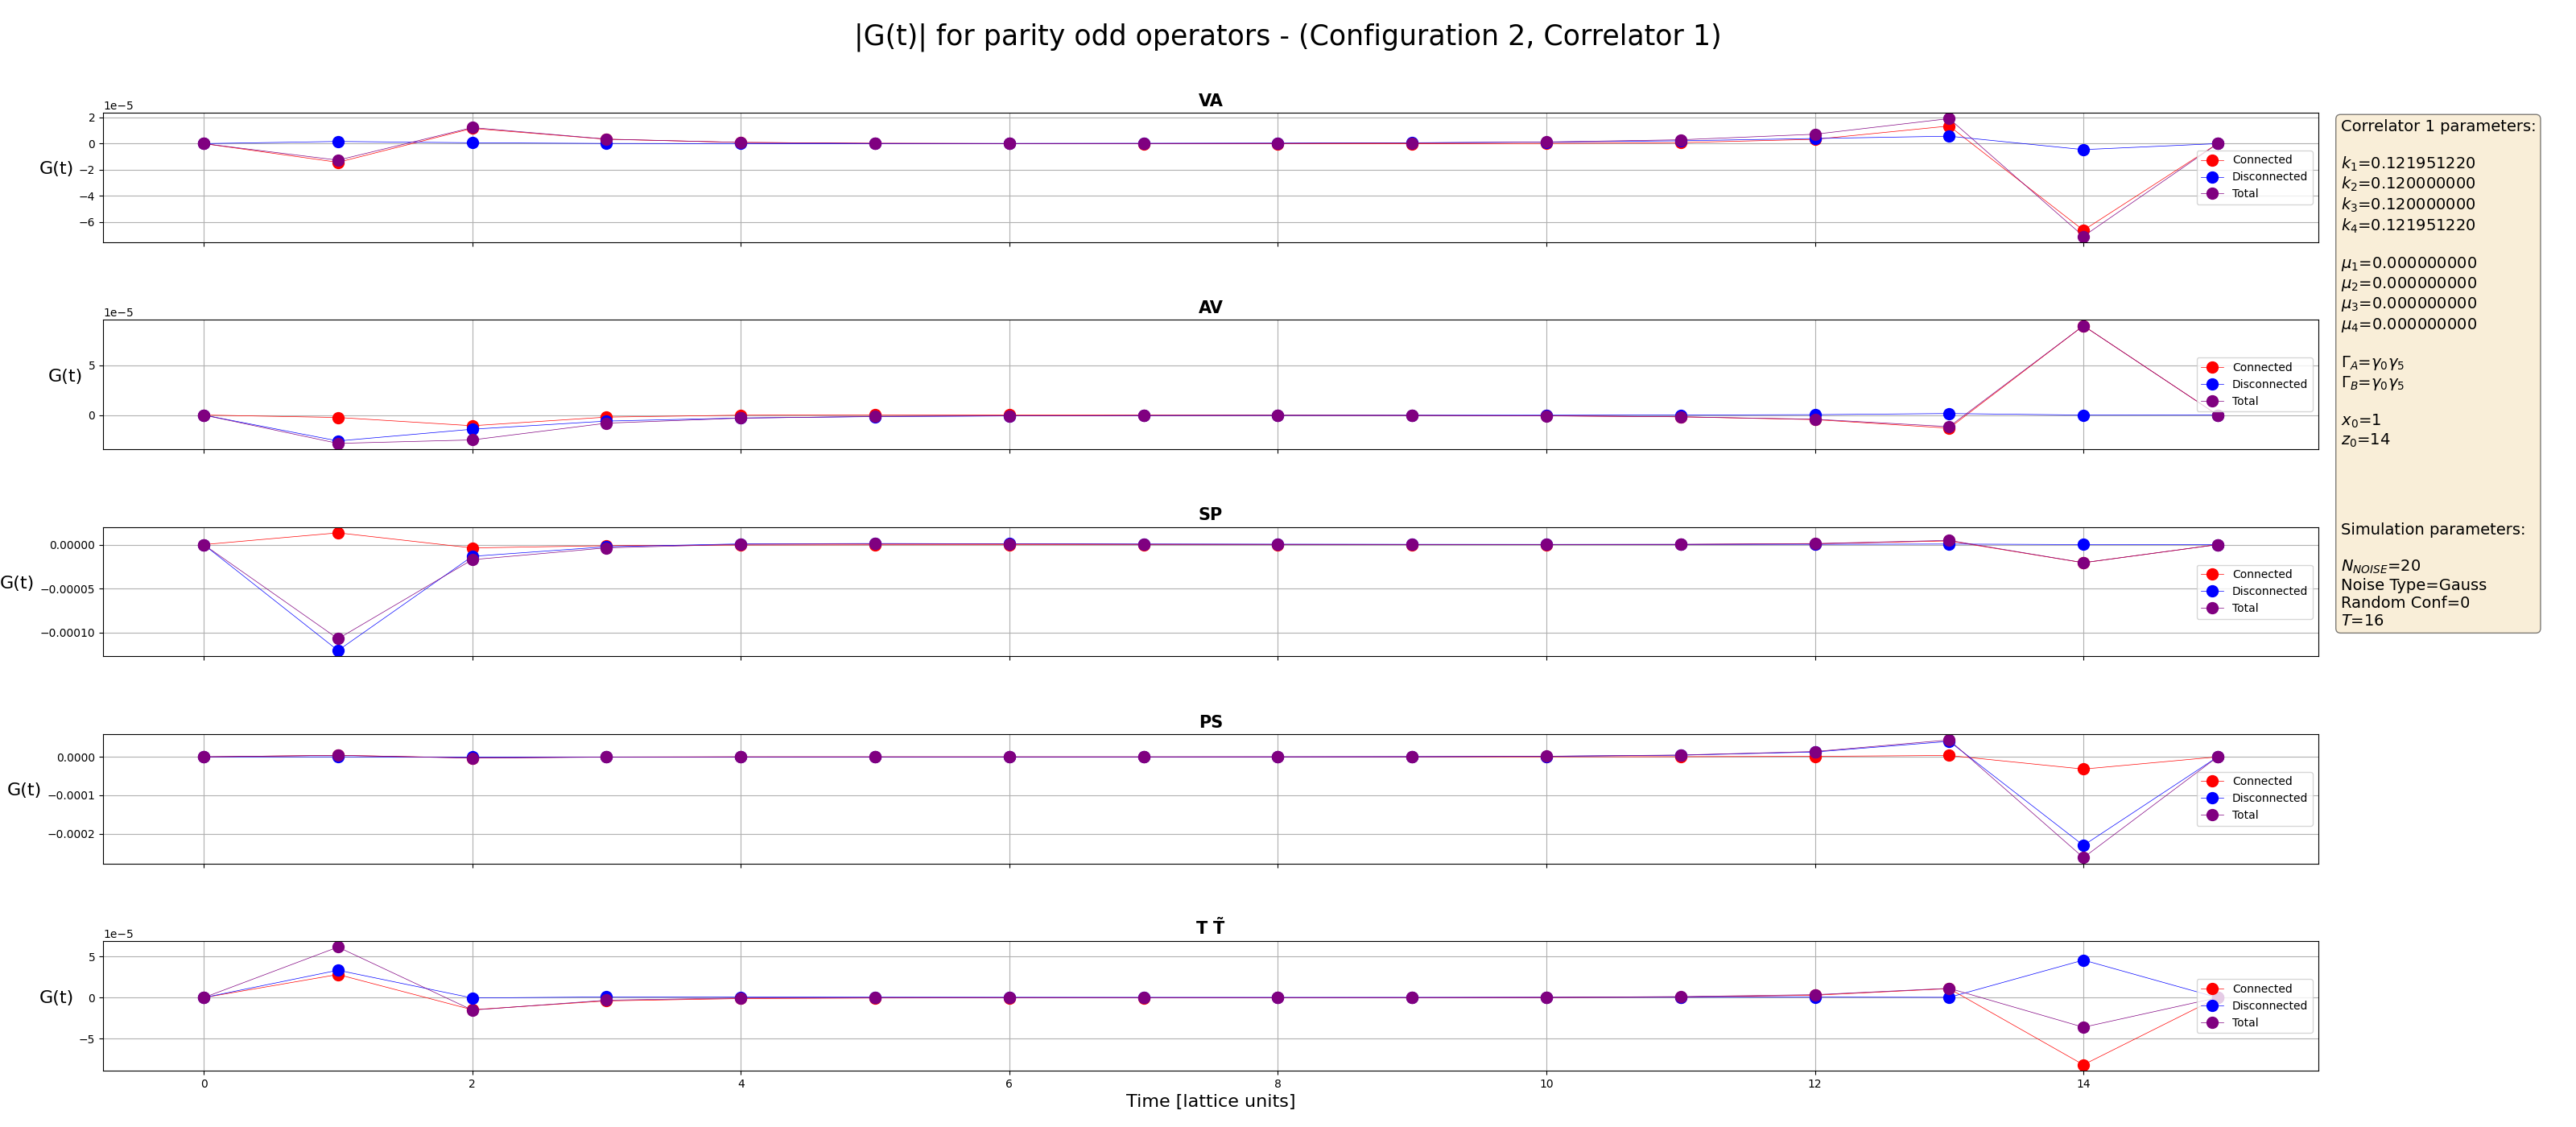 |G(t)| for parity odd operators - (Configuration 2, Correlator 1)
VA
1e−5
2
0
−2
−4
−6
G(t)
Connected
Disconnected
Total
AV
1e−5
5
0
G(t)
Connected
Disconnected
Total
SP
0.00000
−0.00005
−0.00010
G(t)
Connected
Disconnected
Total
PS
0.0000
−0.0001
−0.0002
G(t)
Connected
Disconnected
Total
T T̃
1e−5
5
0
−5
G(t)
Connected
Disconnected
Total
0 2 4 6 8 10 12 14
Time [lattice units]
Correlator 1 parameters:
k₁=0.121951220
k₂=0.120000000
k₃=0.120000000
k₄=0.121951220
μ₁=0.000000000
μ₂=0.000000000
μ₃=0.000000000
μ₄=0.000000000
Γ_A=γ₀γ₅
Γ_B=γ₀γ₅
x₀=1
z₀=14
Simulation parameters:
N_NOISE=20
Noise Type=Gauss
Random Conf=0
T=16